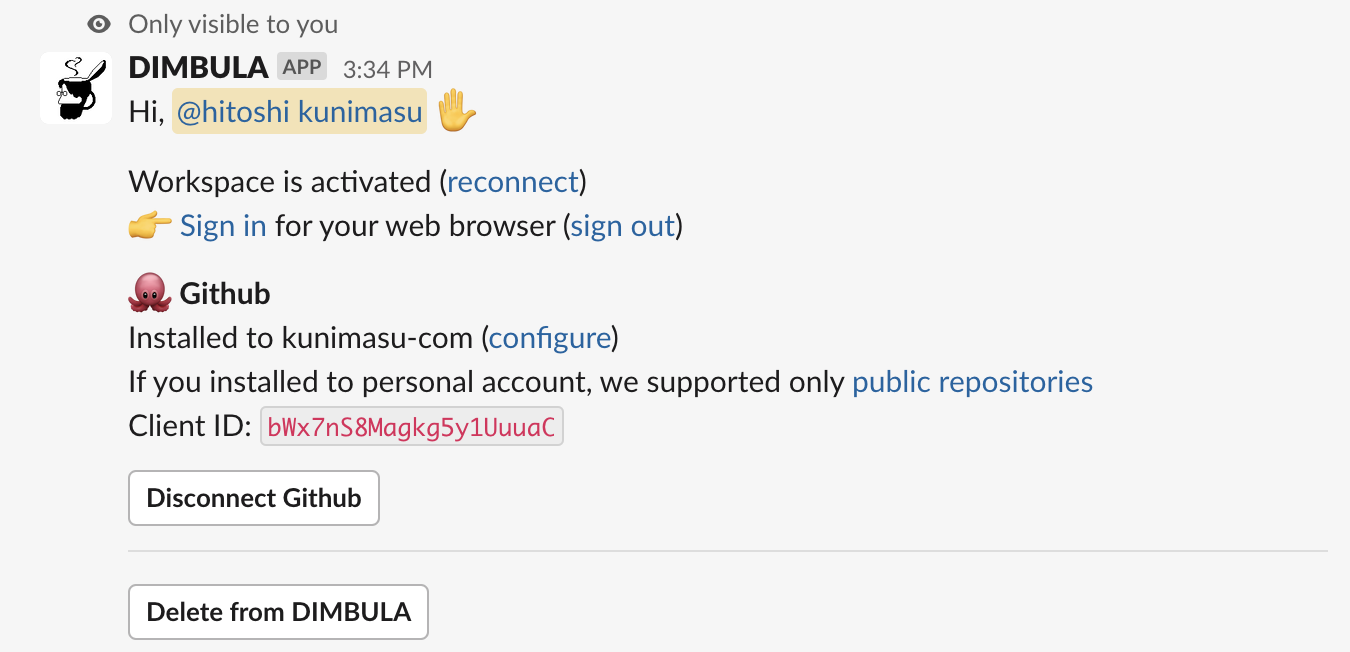 Only visible to you
DIMBULA APP 3:34 PM
Hi, @hitoshi kunimasu
Workspace is activated (reconnect)
Sign in for your web browser (sign out)
Github
Installed to kunimasu-com (configure)
If you installed to personal account, we supported only public repositories
Client ID: bWx7nS8Magkg5y1UuuaC
Disconnect Github
Delete from DIMBULA